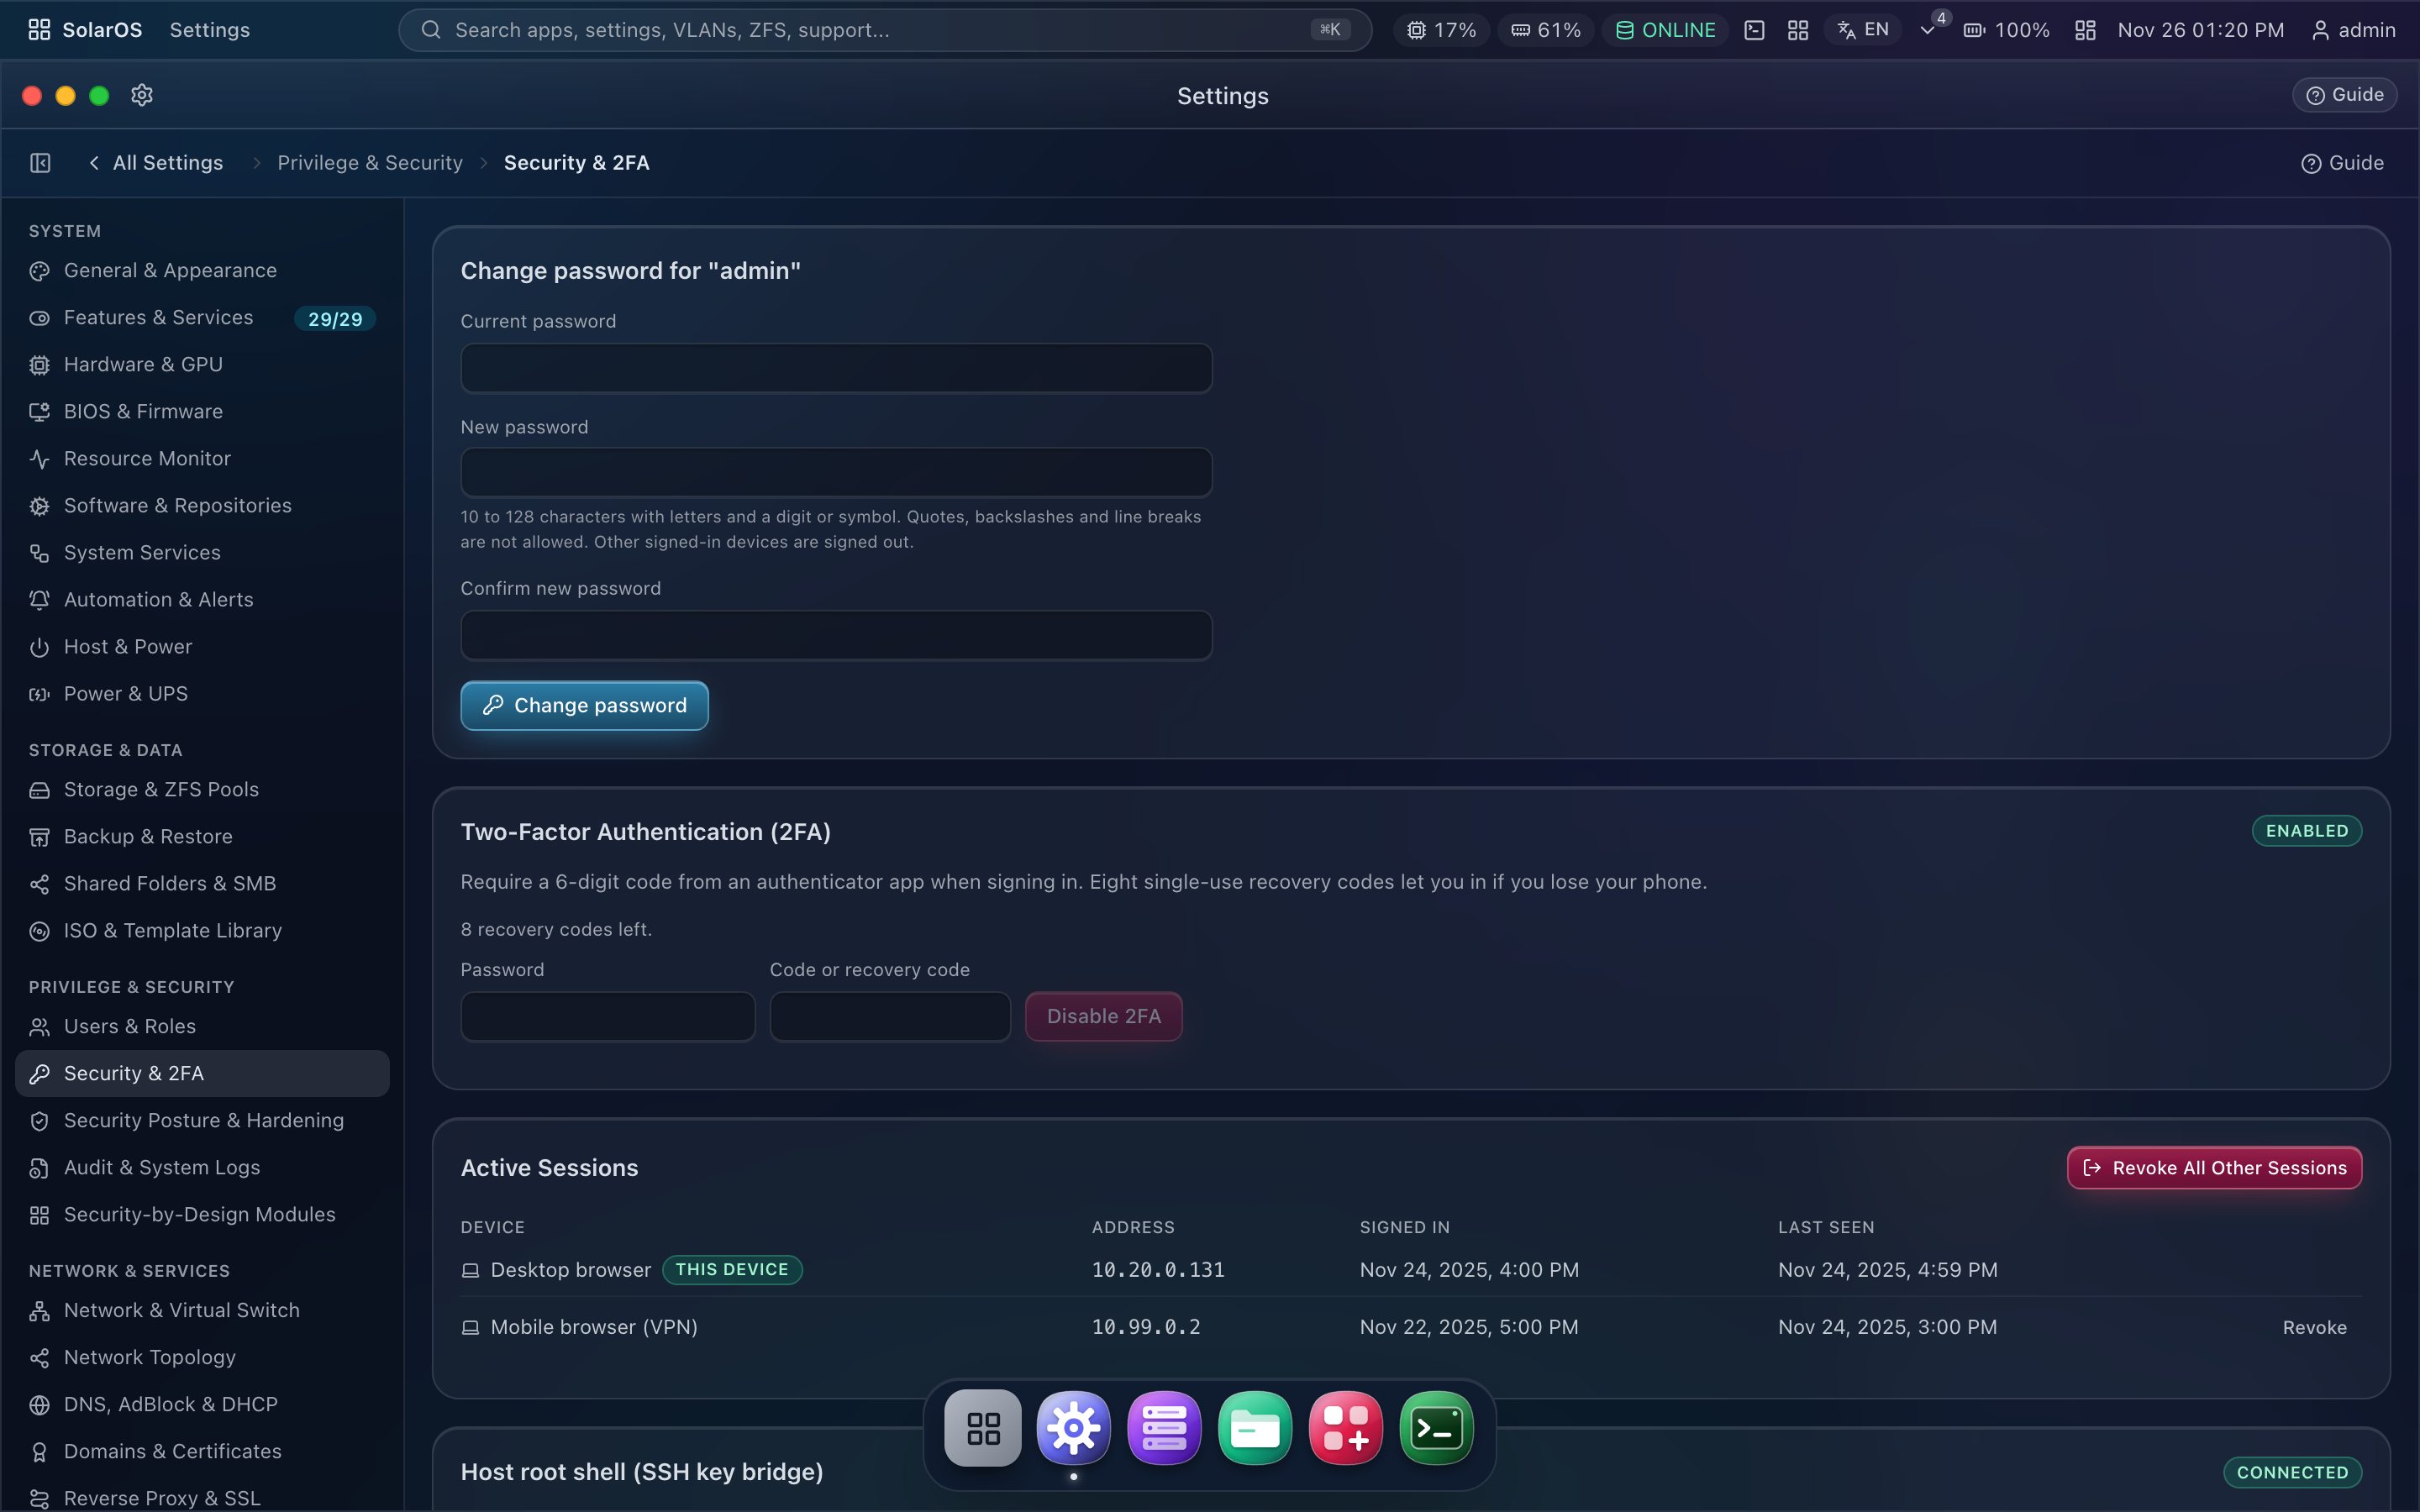 SolarOS
Settings
Search apps, settings, VLANs, ZFS, support...
⌘K
17%
61%
ONLINE
EN
4
100%
Nov 26 01:20 PM
admin
Settings
Guide
All Settings
Privilege & Security
Security & 2FA
Guide
SYSTEM
General & Appearance
Features & Services
29/29
Hardware & GPU
BIOS & Firmware
Resource Monitor
Software & Repositories
System Services
Automation & Alerts
Host & Power
Power & UPS
STORAGE & DATA
Storage & ZFS Pools
Backup & Restore
Shared Folders & SMB
ISO & Template Library
PRIVILEGE & SECURITY
Users & Roles
Security & 2FA
Security Posture & Hardening
Audit & System Logs
Security-by-Design Modules
NETWORK & SERVICES
Network & Virtual Switch
Network Topology
DNS, AdBlock & DHCP
Domains & Certificates
Reverse Proxy & SSL
Change password for "admin"
Current password
New password
10 to 128 characters with letters and a digit or symbol. Quotes, backslashes and line breaks
are not allowed. Other signed-in devices are signed out.
Confirm new password
Change password
Two-Factor Authentication (2FA)
ENABLED
Require a 6-digit code from an authenticator app when signing in. Eight single-use recovery codes let you in if you lose your phone.
8 recovery codes left.
Password
Code or recovery code
Disable 2FA
Active Sessions
Revoke All Other Sessions
DEVICE ADDRESS SIGNED IN LAST SEEN
Desktop browser THIS DEVICE 10.20.0.131 Nov 24, 2025, 4:00 PM Nov 24, 2025, 4:59 PM
Mobile browser (VPN) 10.99.0.2 Nov 22, 2025, 5:00 PM Nov 24, 2025, 3:00 PM Revoke
Host root shell (SSH key bridge)
CONNECTED